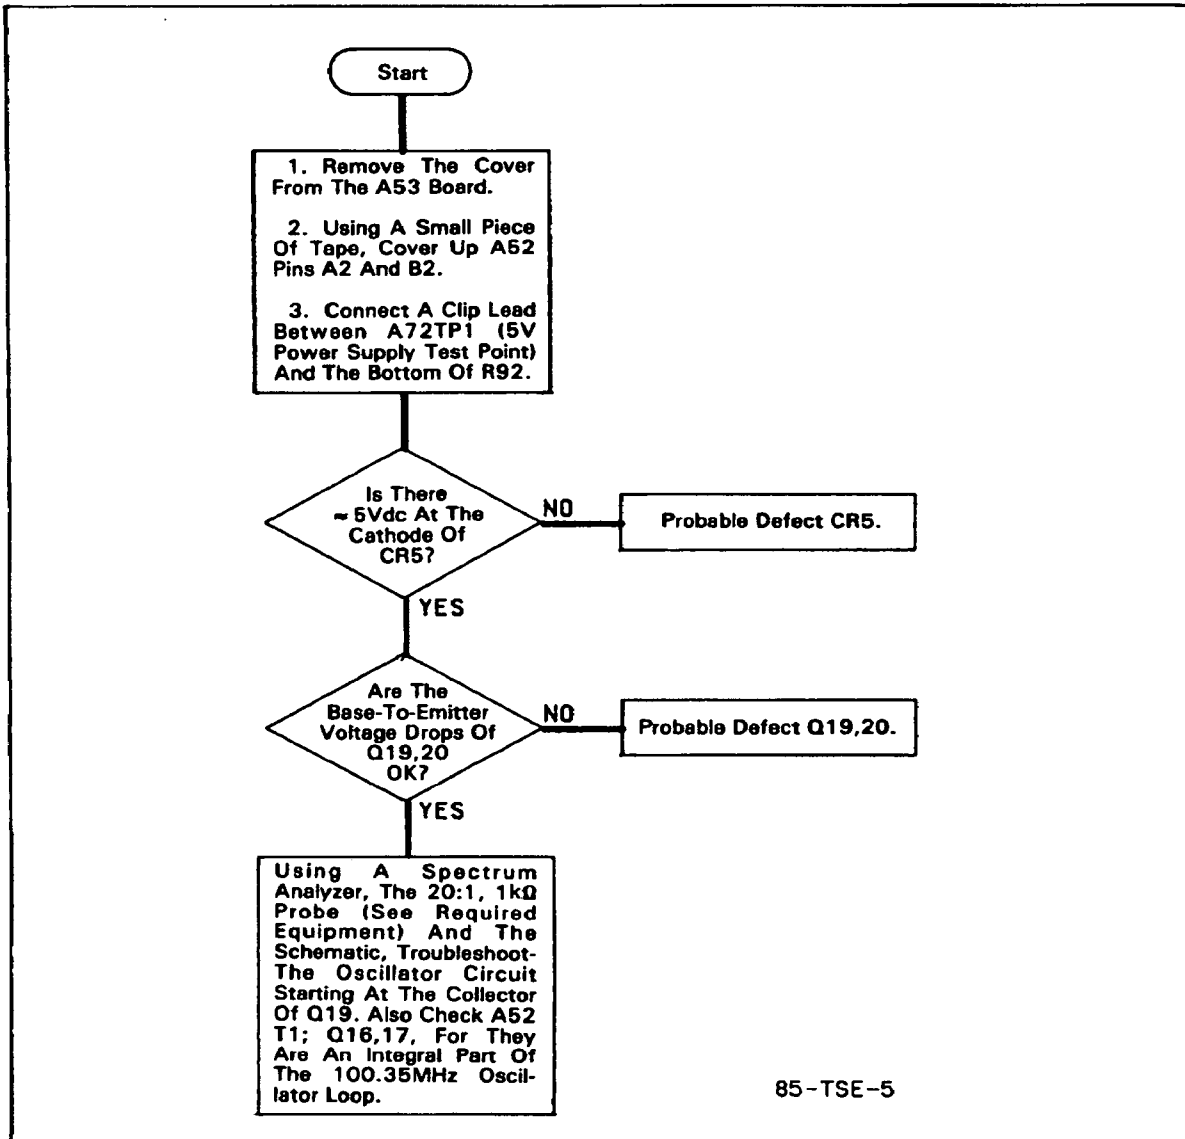 Start
1. Remove The Cover
From The A53 Board.
2. Using A Small Piece
Of Tape, Cover Up A52
Pins A2 And B2.
3. Connect A Clip Lead
Between A72TP1 (5V
Power Supply Test Point)
And The Bottom Of R92.
Is There
≈ 5Vdc At The
Cathode Of
CR5?
NO
Probable Defect CR5.
YES
Are The
Base-To-Emitter
Voltage Drops Of
Q19,20
OK?
NO
Probable Defect Q19,20.
YES
Using A Spectrum
Analyzer, The 20:1, 1kΩ
Probe (See Required
Equipment) And The
Schematic, Troubleshoot-
The Oscillator Circuit
Starting At The Collector
Of Q19. Also Check A52
T1; Q16,17, For They
Are An Integral Part Of
The 100.35MHz Oscil-
lator Loop.
85-TSE-5